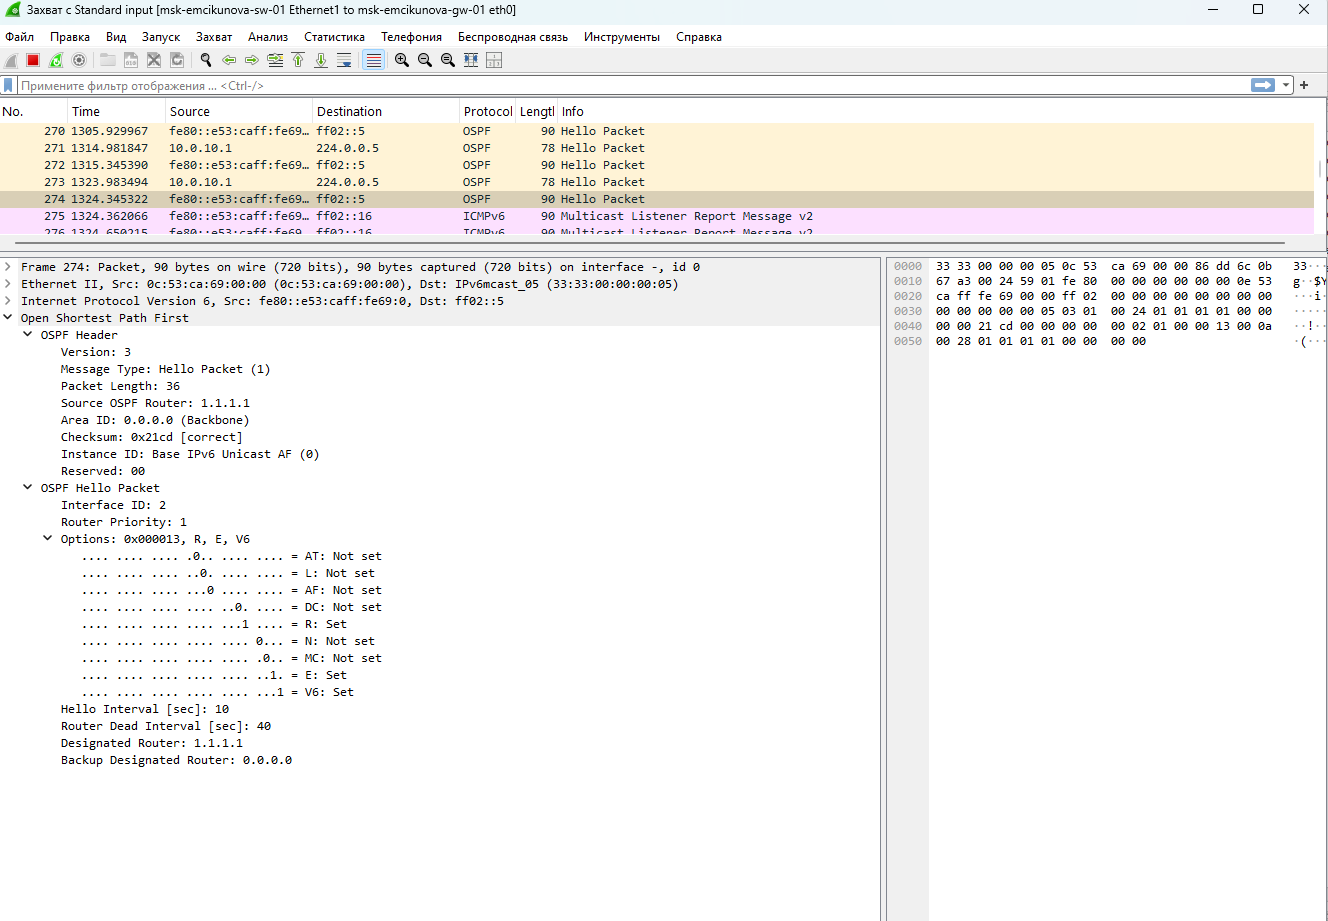 Захват с Standard input [msk-emcikunova-sw-01 Ethernet1 to msk-emcikunova-gw-01 eth0]
Файл Правка Вид Запуск Захват Анализ Статистика Телефония Беспроводная связь Инструменты Справка
Примените фильтр отображения ... <Ctrl-/>
No. Time Source Destination Protocol Lengtl Info
270 1305.929967 fe80::e53:caff:fe69… ff02::5 OSPF 90 Hello Packet
271 1314.981847 10.0.10.1 224.0.0.5 OSPF 78 Hello Packet
272 1315.345390 fe80::e53:caff:fe69… ff02::5 OSPF 90 Hello Packet
273 1323.983494 10.0.10.1 224.0.0.5 OSPF 78 Hello Packet
274 1324.345322 fe80::e53:caff:fe69… ff02::5 OSPF 90 Hello Packet
275 1324.362066 fe80::e53:caff:fe69… ff02::16 ICMPv6 90 Multicast Listener Report Message v2
276 1324.650215 fe80::e53:caff:fe69 ff02::16 ICMPv6 90 Multicast Listener Report Message v2
Frame 274: Packet, 90 bytes on wire (720 bits), 90 bytes captured (720 bits) on interface -, id 0
Ethernet II, Src: 0c:53:ca:69:00:00 (0c:53:ca:69:00:00), Dst: IPv6mcast_05 (33:33:00:00:00:05)
Internet Protocol Version 6, Src: fe80::e53:caff:fe69:0, Dst: ff02::5
Open Shortest Path First
OSPF Header
Version: 3
Message Type: Hello Packet (1)
Packet Length: 36
Source OSPF Router: 1.1.1.1
Area ID: 0.0.0.0 (Backbone)
Checksum: 0x21cd [correct]
Instance ID: Base IPv6 Unicast AF (0)
Reserved: 00
OSPF Hello Packet
Interface ID: 2
Router Priority: 1
Options: 0x000013, R, E, V6
.... .... .... .0.. .... .... = AT: Not set
.... .... .... ..0. .... .... = L: Not set
.... .... .... ...0 .... .... = AF: Not set
.... .... .... .... ..0. .... = DC: Not set
.... .... .... .... ...1 .... = R: Set
.... .... .... .... .... 0... = N: Not set
.... .... .... .... .... .0.. = MC: Not set
.... .... .... .... .... ..1. = E: Set
.... .... .... .... .... ...1 = V6: Set
Hello Interval [sec]: 10
Router Dead Interval [sec]: 40
Designated Router: 1.1.1.1
Backup Designated Router: 0.0.0.0
0000 33 33 00 00 00 05 0c 53 ca 69 00 00 86 dd 6c 0b 33···
0010 67 a3 00 24 59 01 fe 80 00 00 00 00 00 00 0e 53 g··$Y
0020 ca ff fe 69 00 00 ff 02 00 00 00 00 00 00 00 00 ···i·
0030 00 00 00 00 00 05 03 01 00 24 01 01 01 01 00 00 ·····
0040 00 00 21 cd 00 00 00 00 00 02 01 00 00 13 00 0a ··!··
0050 00 28 01 01 01 01 00 00 00 00 ·(···